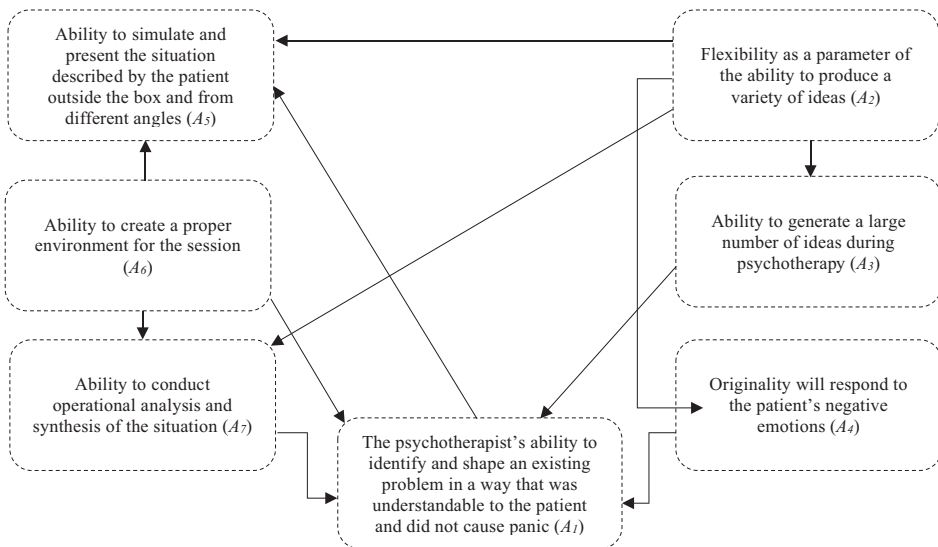 Ability to simulate and
present the situation
described by the patient
outside the box and from
different angles (A5)
Flexibility as a parameter of
the ability to produce a
variety of ideas (A2)
Ability to create a proper
environment for the session
(A6)
Ability to generate a large
number of ideas during
psychotherapy (A3)
Ability to conduct
operational analysis and
synthesis of the situation (A7)
Originality will respond to
the patient's negative
emotions (A4)
The psychotherapist's ability to
identify and shape an existing
problem in a way that was
understandable to the patient
and did not cause panic (A1)